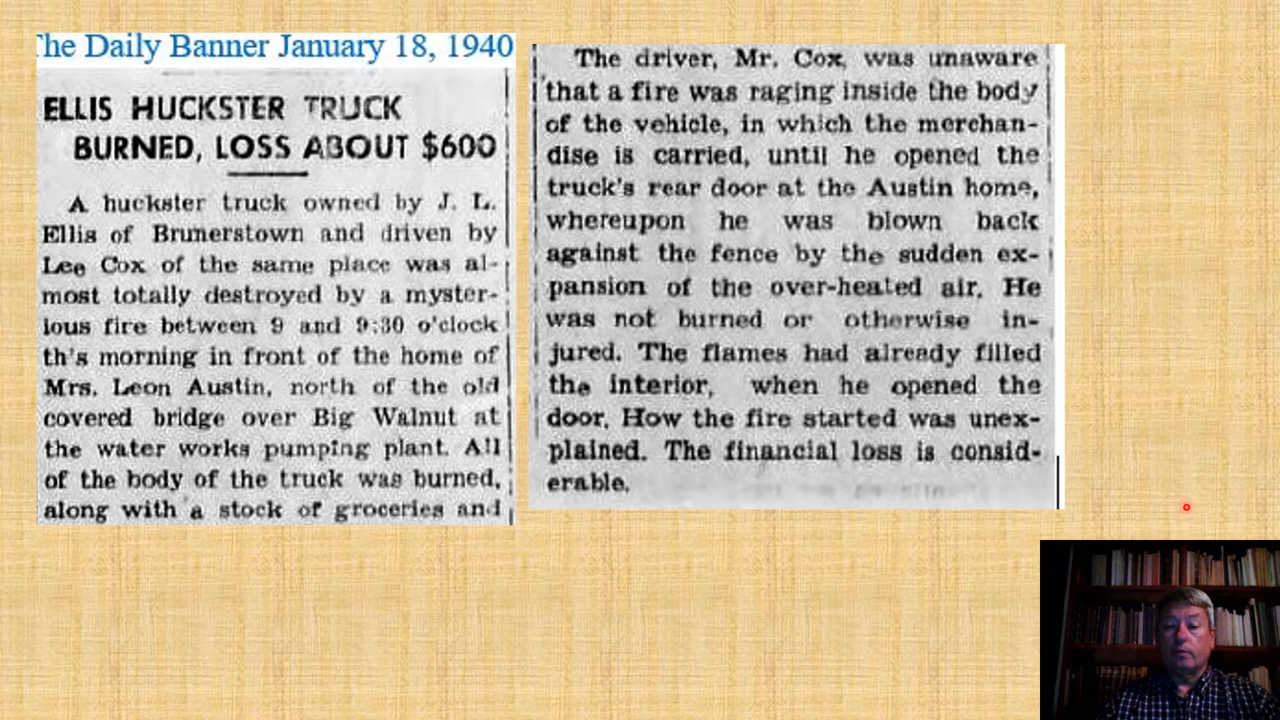 The Daily Banner January 18, 1940
ELLIS HUCKSTER TRUCK
BURNED, LOSS ABOUT $600
A huckster truck owned by J. L.
Ellis of Brunerstown and driven by
Lee Cox of the same place was al-
most totally destroyed by a myster-
ious fire between 9 and 9:30 o'clock
th's morning in front of the home of
Mrs. Leon Austin, north of the old
covered bridge over Big Walnut at
the water works pumping plant. All
of the body of the truck was burned,
along with a stock of groceries and
The driver, Mr. Cox, was unaware
that a fire was raging inside the body
of the vehicle, in which the merchan-
dise is carried, until he opened the
truck's rear door at the Austin home,
whereupon he was blown back
against the fence by the sudden ex-
pansion of the over-heated air. He
was not burned or otherwise in-
jured. The flames had already filled
the interior, when he opened the
door. How the fire started was unex-
plained. The financial loss is consid-
erable.